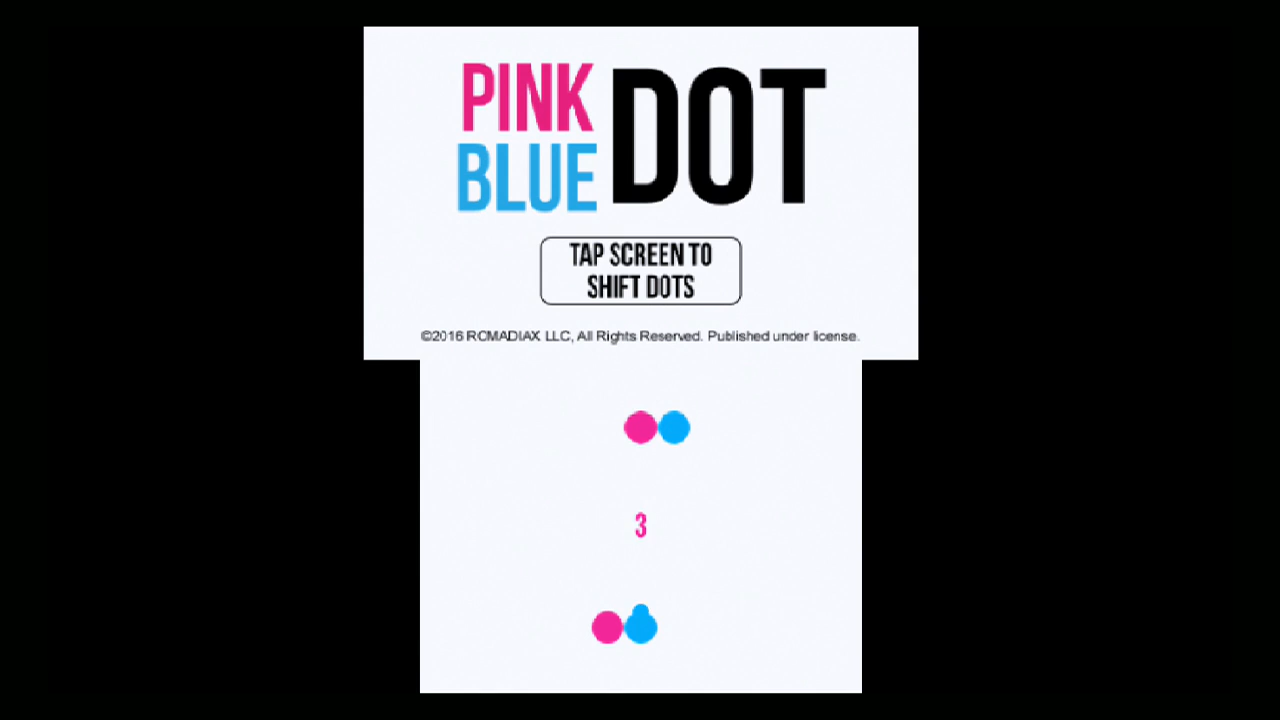 PINK
BLUE
DOT
TAP SCREEN TO
SHIFT DOTS
©2016 ROMADIAX LLC, All Rights Reserved. Published under license.
3